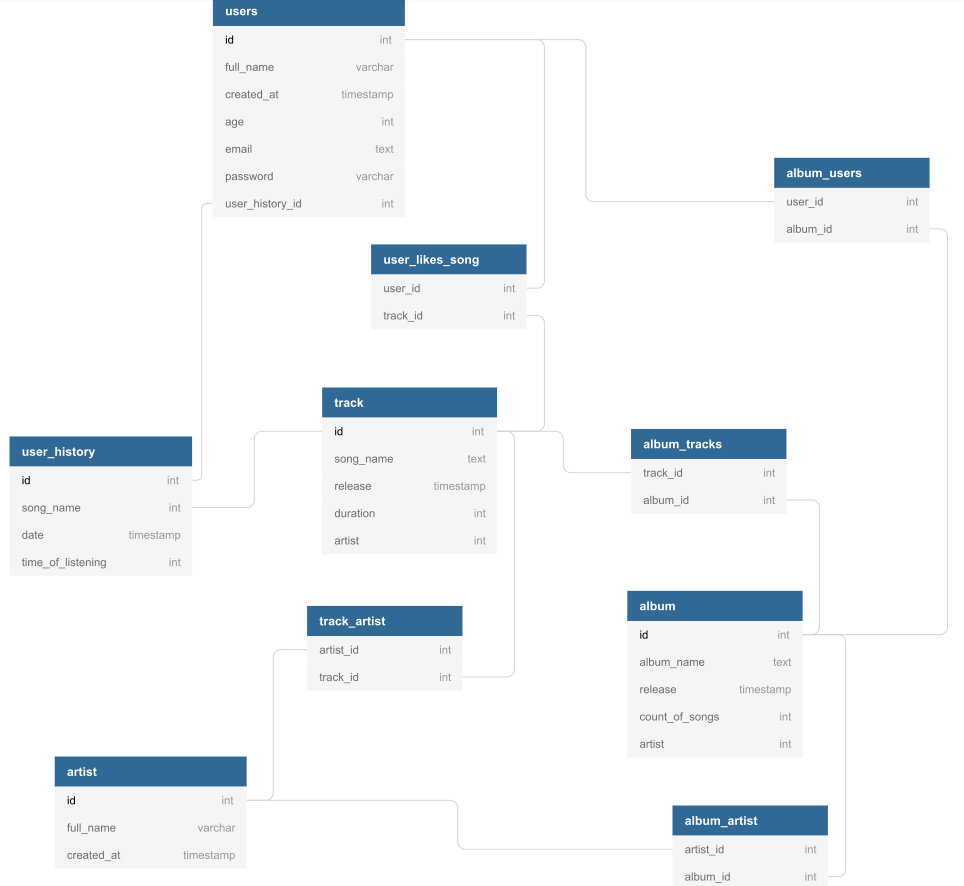 users
id int
full_name varchar
created_at timestamp
age int
email text
password varchar
user_history_id int
album_users
user_id int
album_id int
user_likes_song
user_id int
track_id int
track
id int
song_name text
release timestamp
duration int
artist int
user_history
id int
song_name int
date timestamp
time_of_listening int
album_tracks
track_id int
album_id int
track_artist
artist_id int
track_id int
album
id int
album_name text
release timestamp
count_of_songs int
artist int
artist
id int
full_name varchar
created_at timestamp
album_artist
artist_id int
album_id int